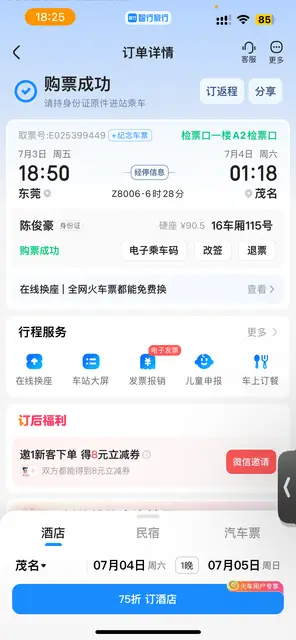 18:25
智行旅行
85
订单详情
客服
更多
购票成功
请持身份证原件进站乘车
订返程
分享
取票号:E025399449
+纪念车票
检票口一楼A2检票口
7月3日 周五
7月4日 周六
18:50
经停信息
01:18
东莞
Z8006·6时28分
茂名
陈俊豪
身份证
硬座 ¥90.5
16车厢115号
购票成功
电子乘车码
改签
退票
在线换座 | 全网火车票都能免费换
查看
行程服务
更多
电子发票
在线换座
车站大屏
发票报销
儿童申报
车上订餐
订后福利
邀1新客下单 得8元立减券
双方都能得到8元立减券
微信邀请
酒店
民宿
汽车票
茂名
07月04日 周六
1晚
07月05日 周日
火车用户专享
75折 订酒店